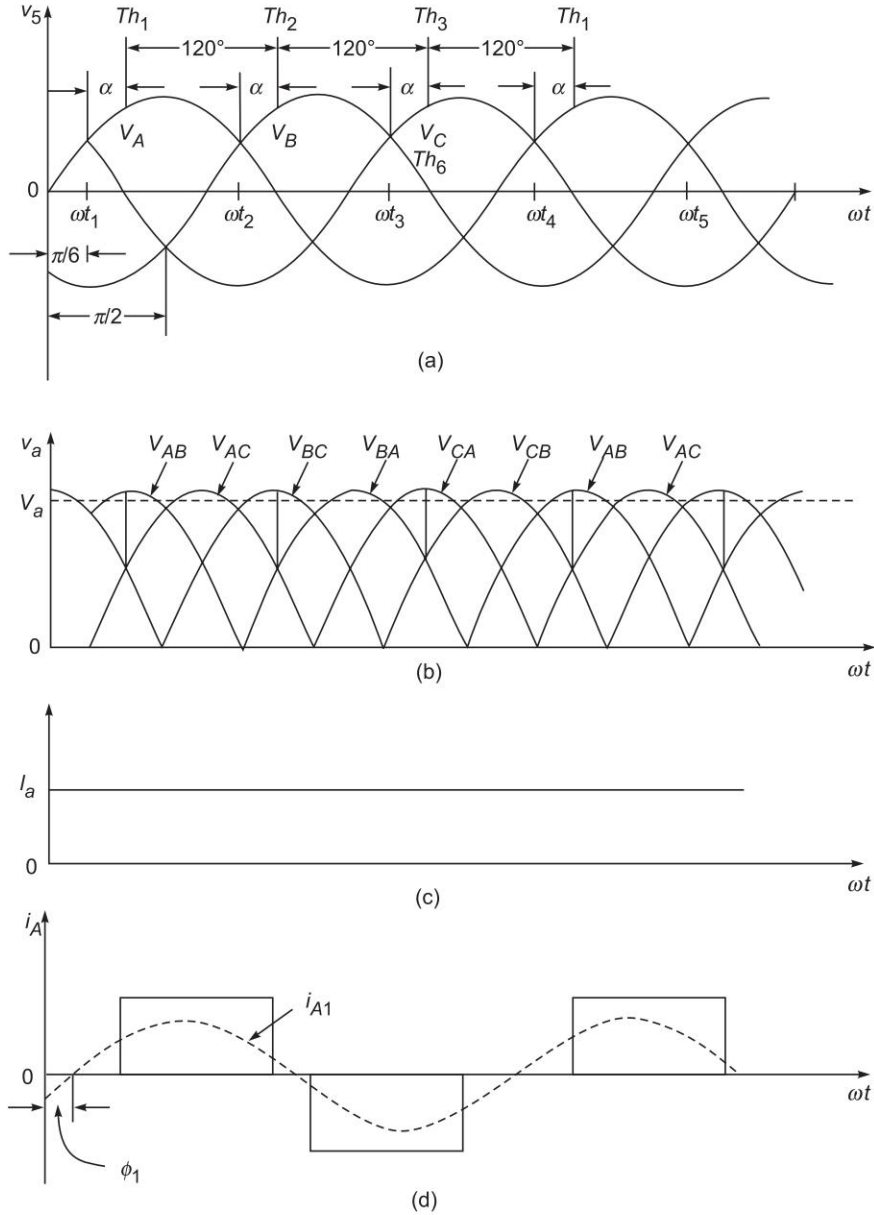 v5 Th1 Th2 Th3 Th1
120° 120° 120°
α α α α
VA VB VC
Th6
0 ωt1 ωt2 ωt3 ωt4 ωt5 ωt
π/6
π/2
(a)
va VAB VAC VBC VBA VCA VCB VAB VAC
Va
0
(b) ωt
Ia
0
(c) ωt
iA
iA1
0
ωt
ϕ1
(d)